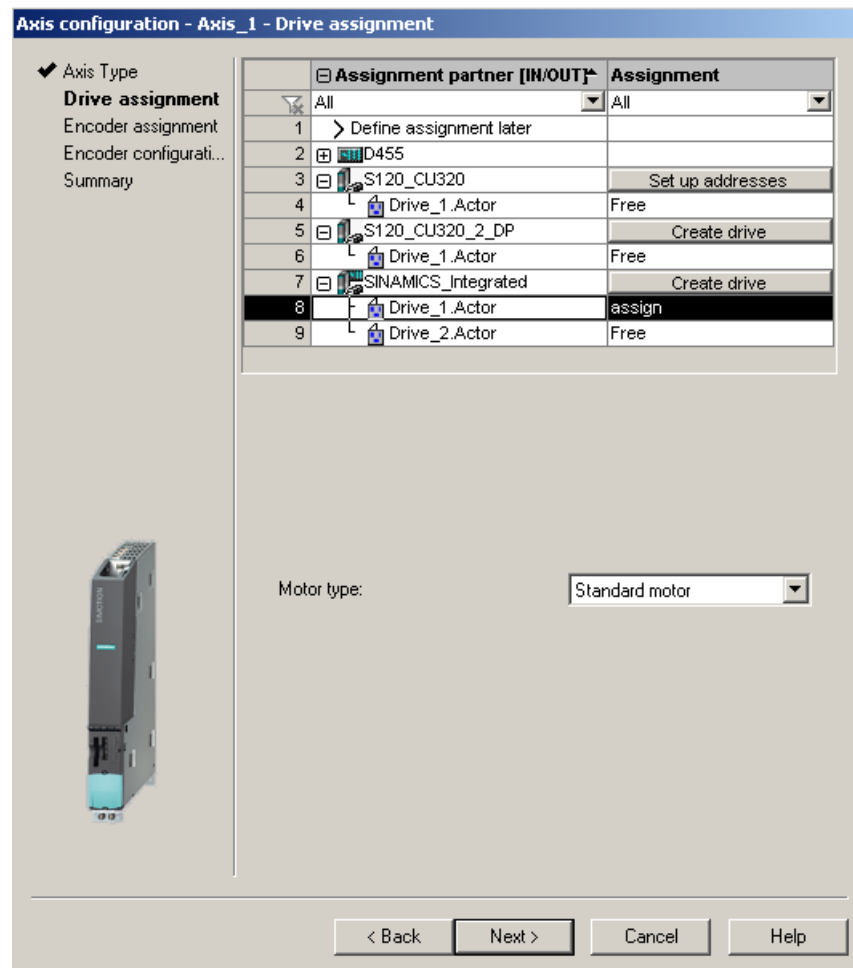 Axis configuration - Axis_1 - Drive assignment
Axis Type
Drive assignment
Encoder assignment
Encoder configurati...
Summary
Assignment partner [IN/OUT] Assignment
All All
1 Define assignment later
2 D455
3 S120_CU320 Set up addresses
4 Drive_1.Actor Free
5 S120_CU320_2_DP Create drive
6 Drive_1.Actor Free
7 SINAMICS_Integrated Create drive
8 Drive_1.Actor assign
9 Drive_2.Actor Free
SIMOTION
Motor type: Standard motor
< Back Next > Cancel Help